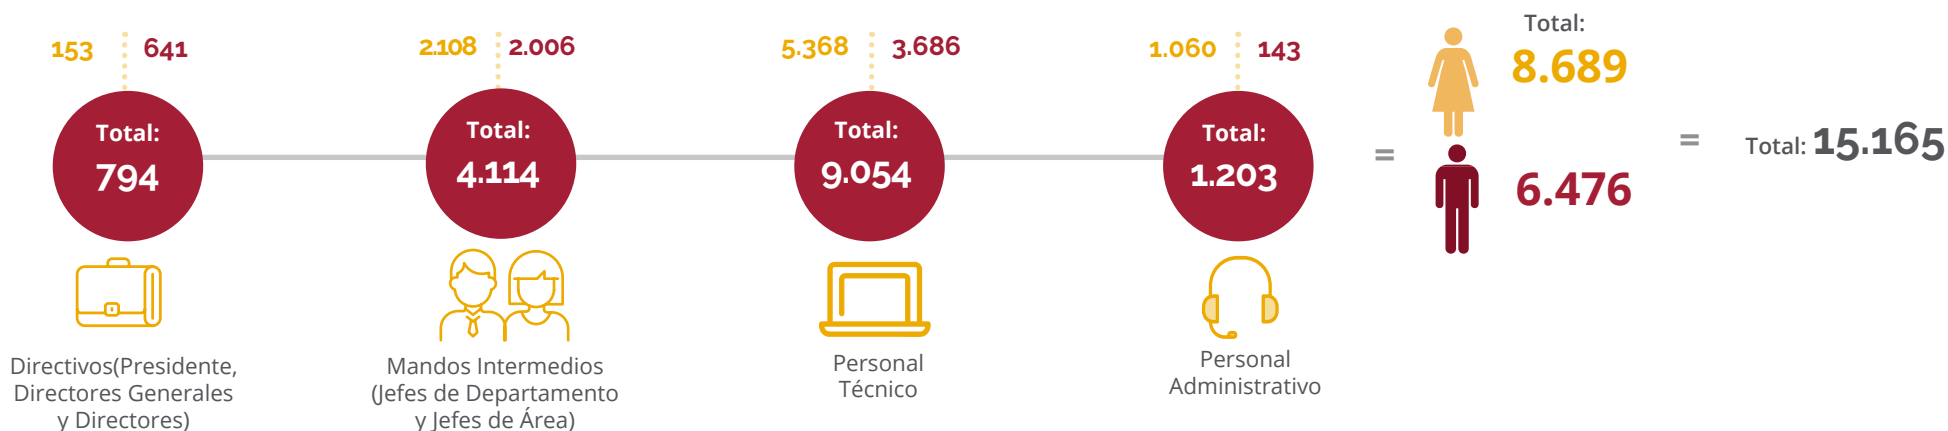 153 641
Total:
794
Directivos(Presidente,
Directores Generales
y Directores)
2.108 2.006
Total:
4.114
Mandos Intermedios
(Jefes de Departamento
y Jefes de Área)
5.368 3.686
Total:
9.054
Personal
Técnico
1.060 143
Total:
1.203
Personal
Administrativo
=
Total:
8.689
6.476
=
Total: 15.165